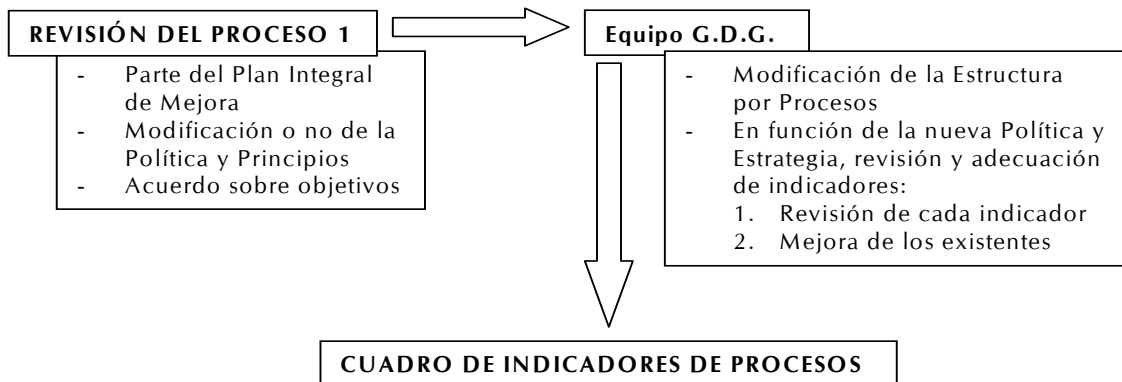 REVISIÓN DEL PROCESO 1
- Parte del Plan Integral
de Mejora
- Modificación o no de la
Política y Principios
- Acuerdo sobre objetivos
Equipo G.D.G.
- Modificación de la Estructura
por Procesos
- En función de la nueva Política y
Estrategia, revisión y adecuación
de indicadores:
1. Revisión de cada indicador
2. Mejora de los existentes
CUADRO DE INDICADORES DE PROCESOS